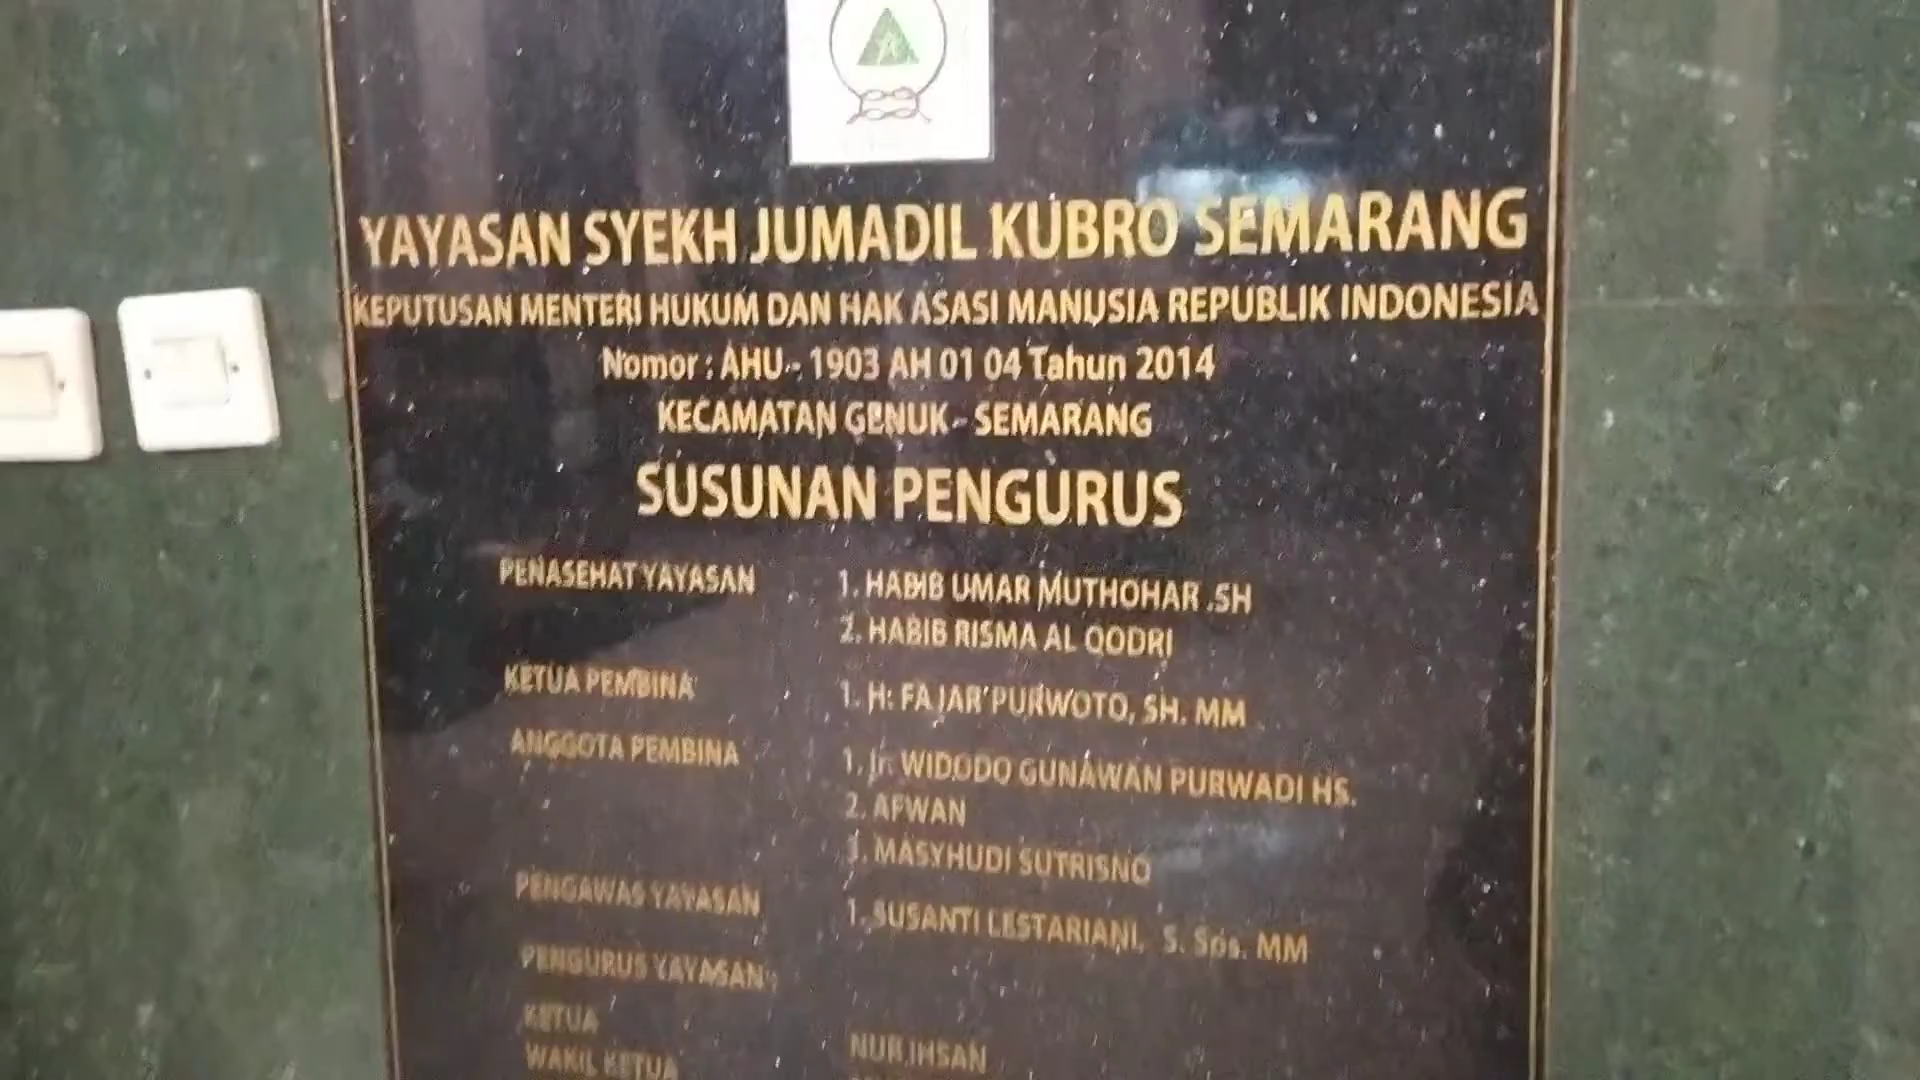 YAYASAN SYEKH JUMADIL KUBRO SEMARANG
KEPUTUSAN MENTERI HUKUM DAN HAK ASASI MANUSIA REPUBLIK INDONESIA
Nomor : AHU - 1903 AH 01 04 Tahun 2014
KECAMATAN GENUK - SEMARANG
SUSUNAN PENGURUS
PENASEHAT YAYASAN 1. HABIB UMAR MUTHOHAR .SH
2. HABIB RISMA AL QODRI
KETUA PEMBINA 1. H. FAJAR PURWOTO, SH. MM
ANGGOTA PEMBINA 1. Ir. WIDODO GUNAWAN PURWADI HS.
2. AFWAN
3. MASYHUDI SUTRISNO
PENGAWAS YAYASAN 1. SUSANTI LESTARIANI, S. Sos. MM
PENGURUS YAYASAN :
KETUA NUR IHSAN
WAKIL KETUA